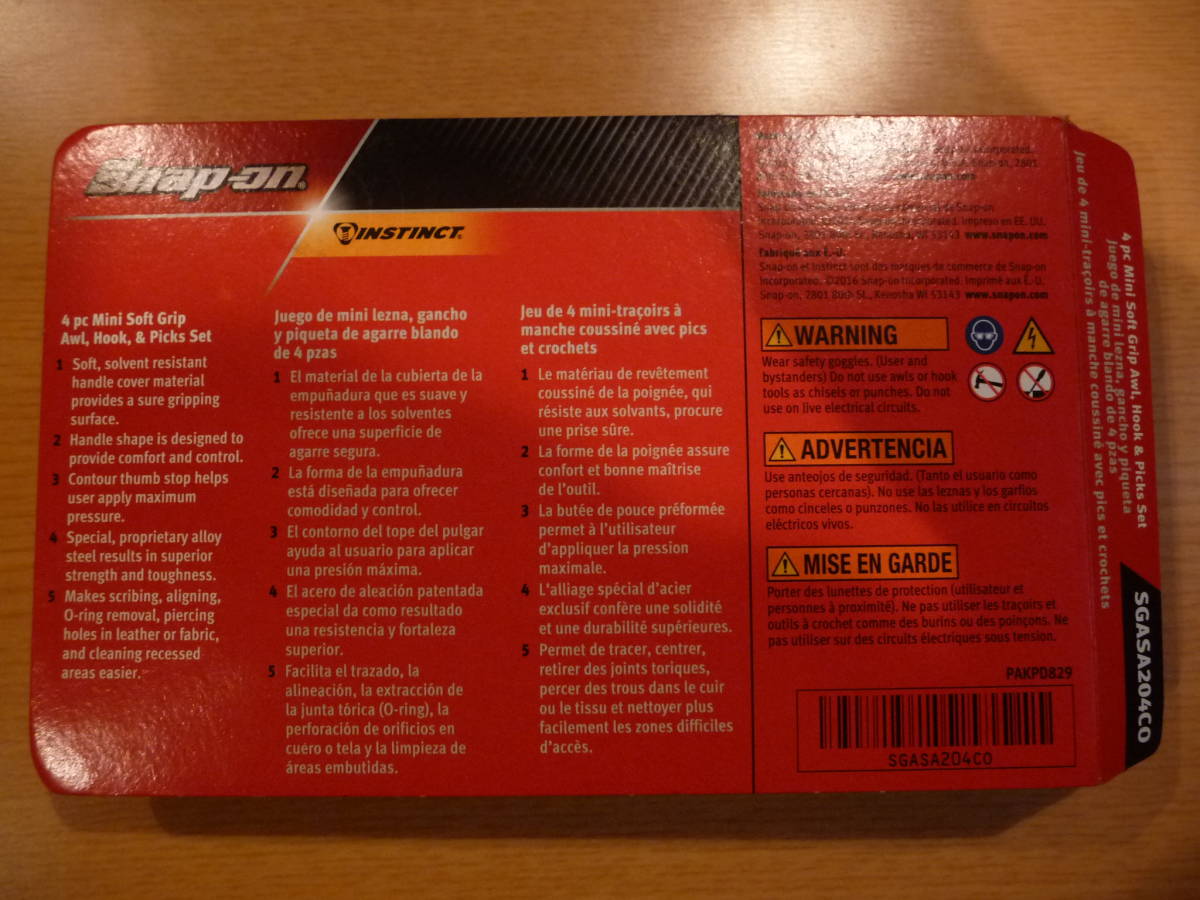 Snap-on
INSTINCT.
4 pc Mini Soft Grip
Awl, Hook, & Picks Set
1 Soft, solvent resistant
handle cover material
provides a sure gripping
surface.
2 Handle shape is designed to
provide comfort and control.
3 Contour thumb stop helps
user apply maximum
pressure.
4 Special, proprietary alloy
steel results in superior
strength and toughness.
5 Makes scribing, aligning,
O-ring removal, piercing
holes in leather or fabric,
and cleaning recessed
areas easier.
Juego de mini lezna, gancho
y piqueta de agarre blando
de 4 pzas
1 El material de la cubierta de la
empuñadura que es suave y
resistente a los solventes
ofrece una superficie de
agarre segura.
2 La forma de la empuñadura
está diseñada para ofrecer
comodidad y control.
3 El contorno del tope del pulgar
ayuda al usuario para aplicar
una presión máxima.
4 El acero de aleación patentada
especial da como resultado
una resistencia y fortaleza
superior.
5 Facilita el trazado, la
alineación, la extracción de
la junta tórica (O-ring), la
perforación de orificios en
cuéro o tela y la limpieza de
áreas embutidas.
Jeu de 4 mini-traçoirs à
manche coussiné avec pics
et crochets
1 Le matériau de revêtement
coussiné de la poignée, qui
résiste aux solvants, procure
une prise sûre.
2 La forme de la poignée assure
confort et bonne maîtrise
de l'outil.
3 La butée de pouce préformée
permet à l'utilisateur
d'appliquer la pression
maximale.
4 L'alliage spécial d'acier
exclusif confère une solidité
et une durabilité supérieures.
5 Permet de tracer, centrer,
retirer des joints toriques,
percer des trous dans le cuir
ou le tissu et nettoyer plus
facilement les zones difficiles
d'accès.
Incorporated.
2801
de Snap-on
Impreso en EE. UU.
Snap-on, 2801 Kenosha, WI 53143 www.snapon.com
Fabriqué aux É.-U.
Snap-on et Instinct sont des marques de commerce de Snap-on
Incorporated. ©2016 Snap-on Incorporated. Imprimé aux É.-U.
Snap-on, 2801 80th St., Kenosha WI 53143 www.snapon.com
WARNING
Wear safety goggles. (User and
bystanders) Do not use awls or hook
tools as chisels or punches. Do not
use on live electrical circuits.
ADVERTENCIA
Use anteojos de seguridad. (Tanto el usuario como
personas cercanas). No use las leznas y los garfios
como cinceles o punzones. No las utilice en circuitos
eléctricos vivos.
MISE EN GARDE
Porter des lunettes de protection (utilisateur et
personnes à proximité). Ne pas utiliser les traçoirs et
outils à crochet comme des burins ou des poinçons. Ne
pas utiliser sur des circuits électriques sous tension.
PAKPD829
SGASA204CO
4 pc Mini Soft Grip Awl, Hook & Picks Set
Juego de mini lezna, gancho y piqueta
de agarre blando de 4 pzas
Jeu de 4 mini-traçoirs à manche coussiné avec pics et crochets
SGASA204CO